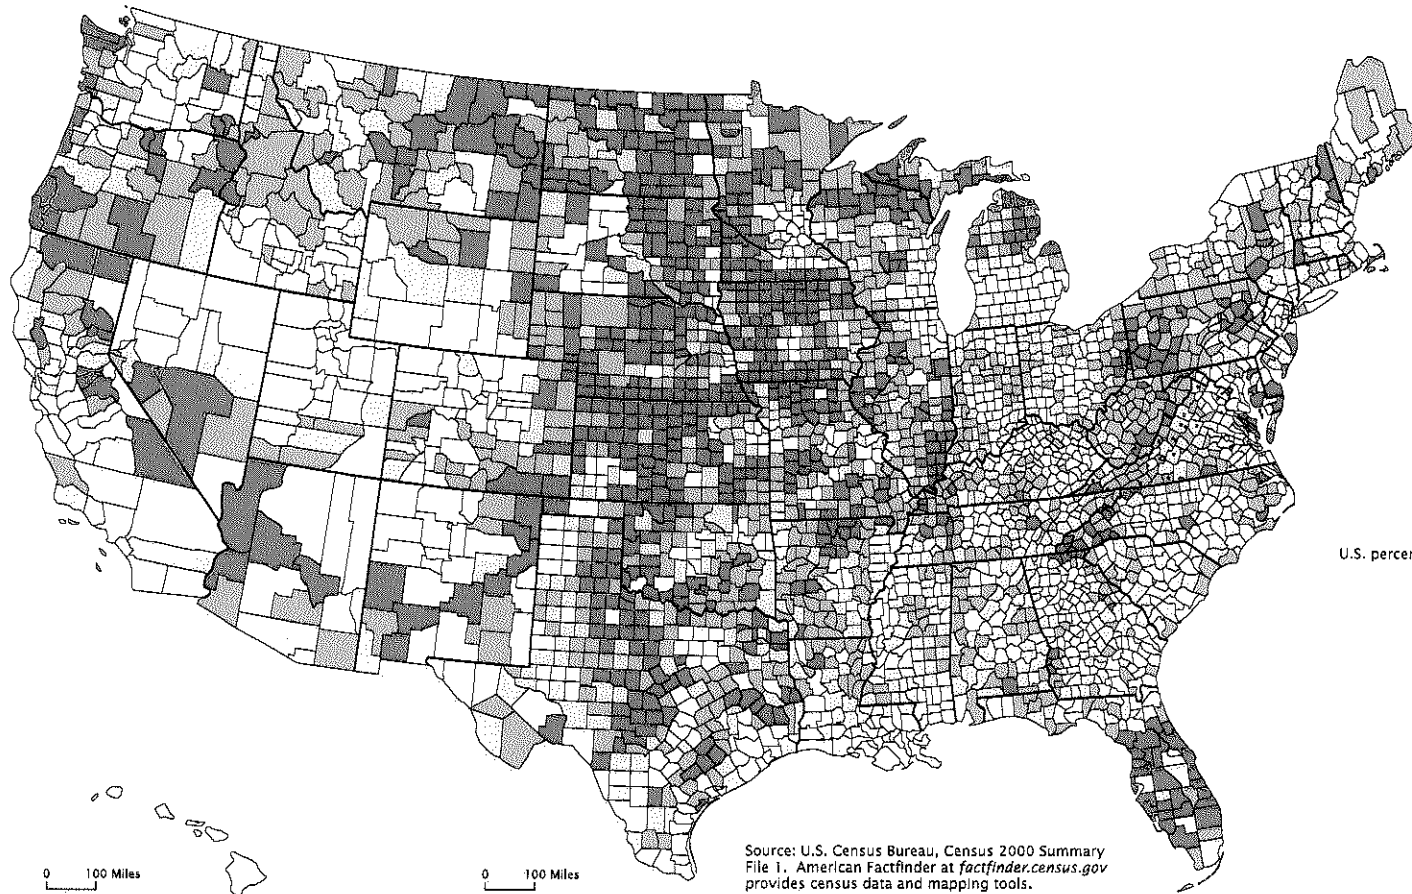 U.S. percer
Source: U.S. Census Bureau, Census 2000 Summary
File 1. American Factfinder at factfinder.census.gov
provides census data and mapping tools.
0 100 Miles
0 100 Miles